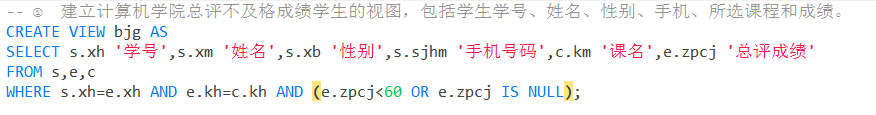 -- ① 建立计算机学院总评不及格成绩学生的视图，包括学生学号、姓名、性别、手机、所选课程和成绩。
CREATE VIEW bjg AS
SELECT s.xh '学号',s.xm '姓名',s.xb '性别',s.sjhm '手机号码',c.km '课名',e.zpcj '总评成绩'
FROM s,e,c
WHERE s.xh=e.xh AND e.kh=c.kh AND (e.zpcj<60 OR e.zpcj IS NULL);